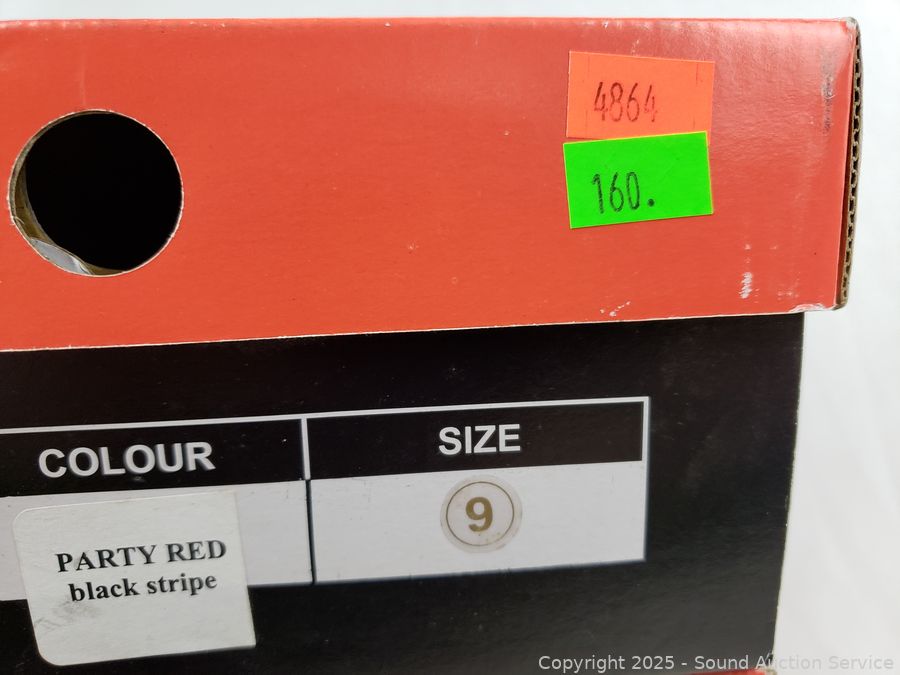 4864
160.
COLOUR
SIZE
9
PARTY RED
black stripe
Copyright 2025 - Sound Auction Service